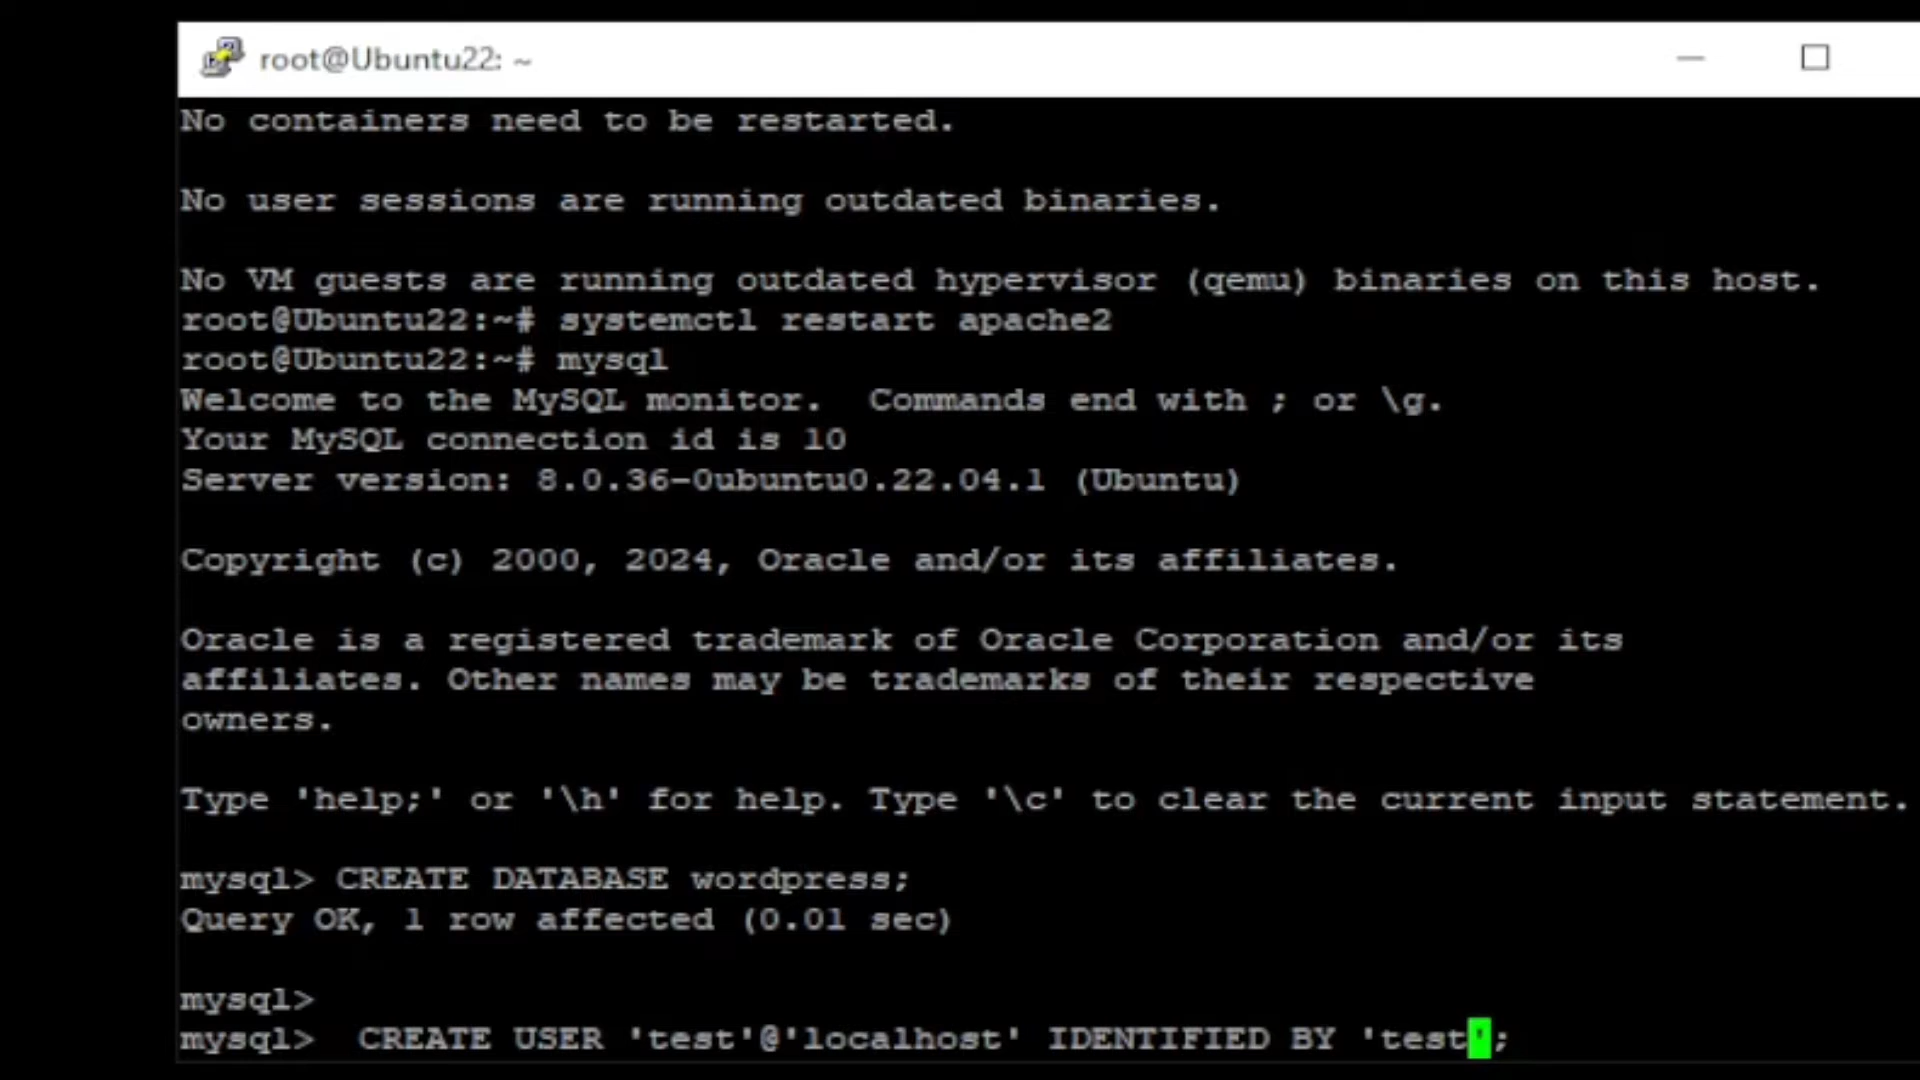 root@Ubuntu22: ~
No containers need to be restarted.
No user sessions are running outdated binaries.
No VM guests are running outdated hypervisor (qemu) binaries on this host.
root@Ubuntu22:~# systemctl restart apache2
root@Ubuntu22:~# mysql
Welcome to the MySQL monitor.  Commands end with ; or \g.
Your MySQL connection id is 10
Server version: 8.0.36-0ubuntu0.22.04.1 (Ubuntu)
Copyright (c) 2000, 2024, Oracle and/or its affiliates.
Oracle is a registered trademark of Oracle Corporation and/or its
affiliates. Other names may be trademarks of their respective
owners.
Type 'help;' or '\h' for help. Type '\c' to clear the current input statement.
mysql> CREATE DATABASE wordpress;
Query OK, 1 row affected (0.01 sec)
mysql>
mysql>  CREATE USER 'test'@'localhost' IDENTIFIED BY 'test';